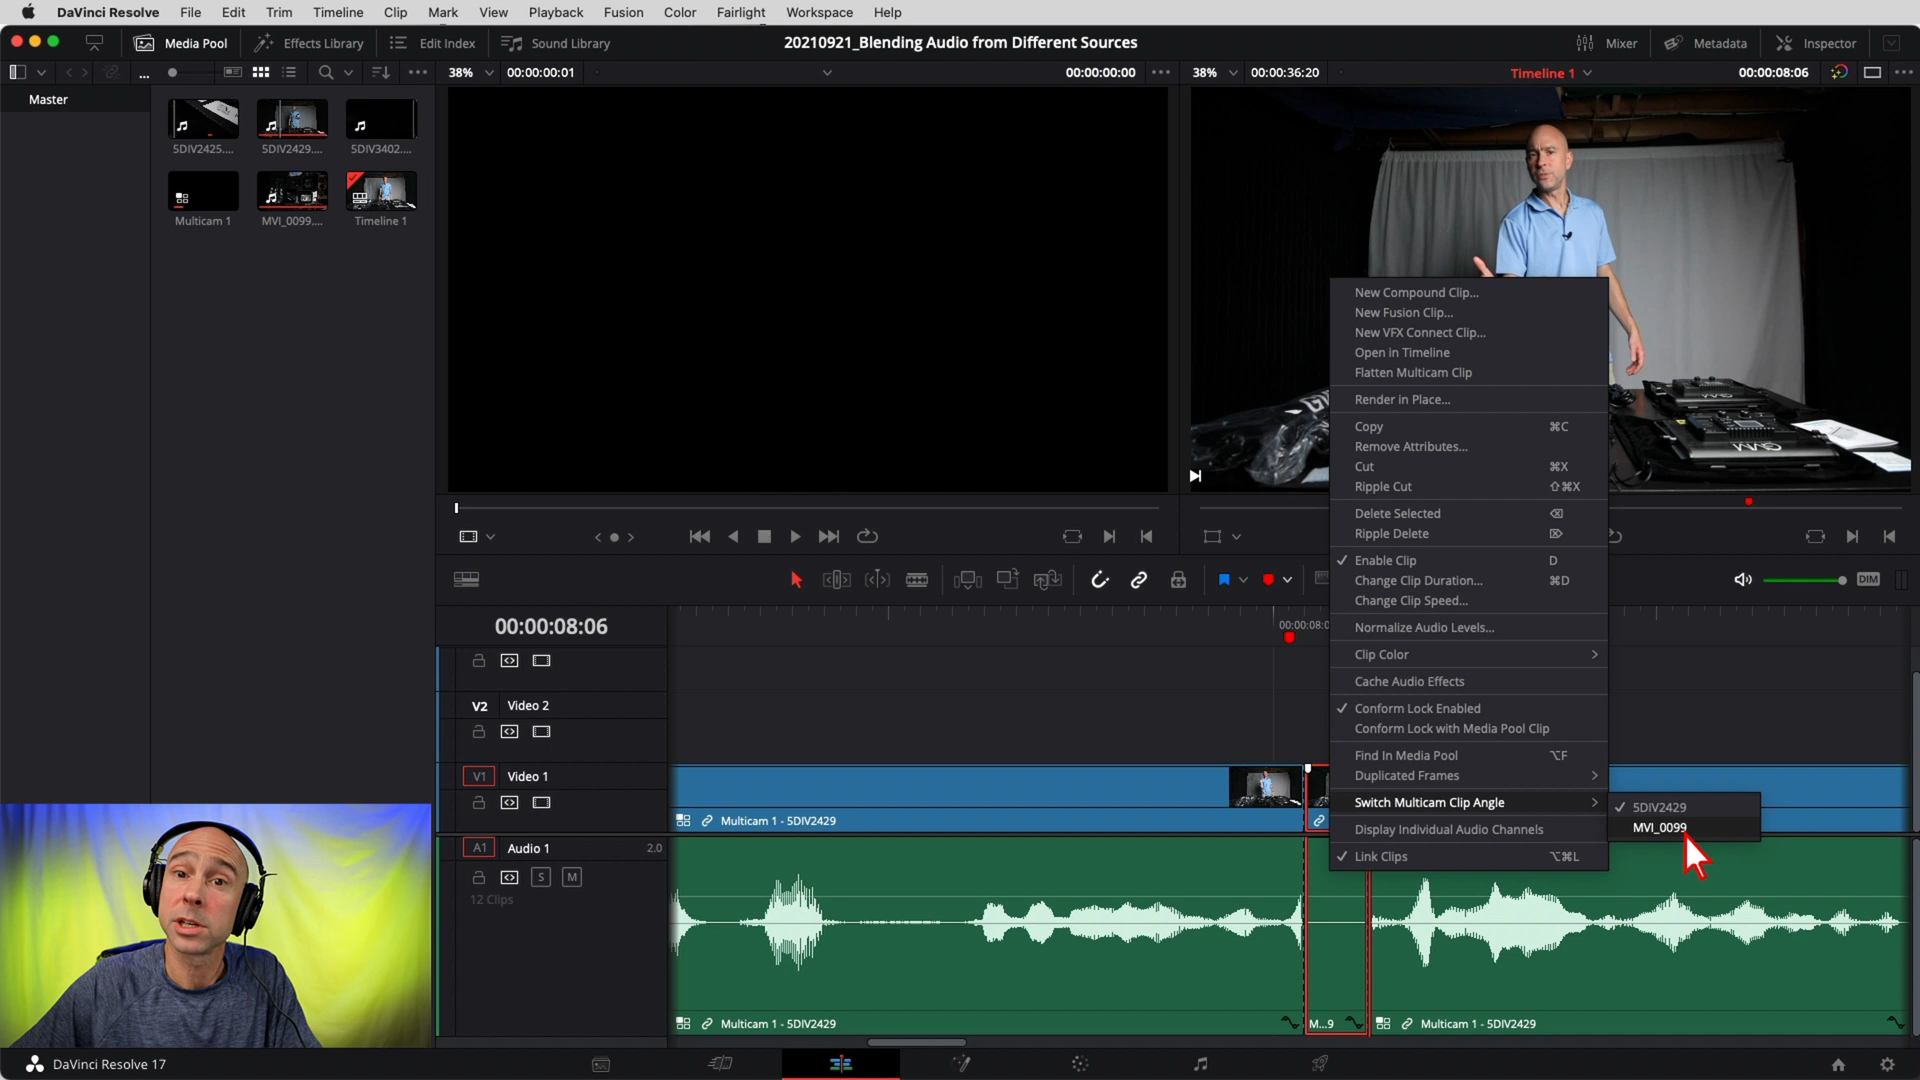 DaVinci Resolve File Edit Trim Timeline Clip Mark View Playback Fusion Color Fairlight Workspace Help
Media Pool Effects Library Edit Index Sound Library 20210921_Blending Audio from Different Sources Mixer Metadata Inspector
38% 00:00:00:01 00:00:00:00 38% 00:00:36:20 Timeline 1 00:00:08:06
Master
5DIV2425.... 5DIV2429.... 5DIV3402....
Multicam 1 MVI_0099.... Timeline 1
New Compound Clip...
New Fusion Clip...
New VFX Connect Clip...
Open in Timeline
Flatten Multicam Clip
Render in Place...
Copy ⌘C
Remove Attributes...
Cut ⌘X
Ripple Cut ⇧⌘X
Delete Selected ⌫
Ripple Delete ⌦
Enable Clip D
Change Clip Duration... ⌘D
Change Clip Speed...
Normalize Audio Levels...
Clip Color
Cache Audio Effects
Conform Lock Enabled
Conform Lock with Media Pool Clip
Find In Media Pool ⌥F
Duplicated Frames
Switch Multicam Clip Angle
Display Individual Audio Channels
Link Clips ⌥⌘L
5DIV2429
MVI_0099
GVM
DIM
00:00:08:06
00:00:08:0
V2 Video 2
V1 Video 1
Multicam 1 - 5DIV2429
A1 Audio 1 2.0
S M
12 Clips
Multicam 1 - 5DIV2429 M...9 Multicam 1 - 5DIV2429
DaVinci Resolve 17